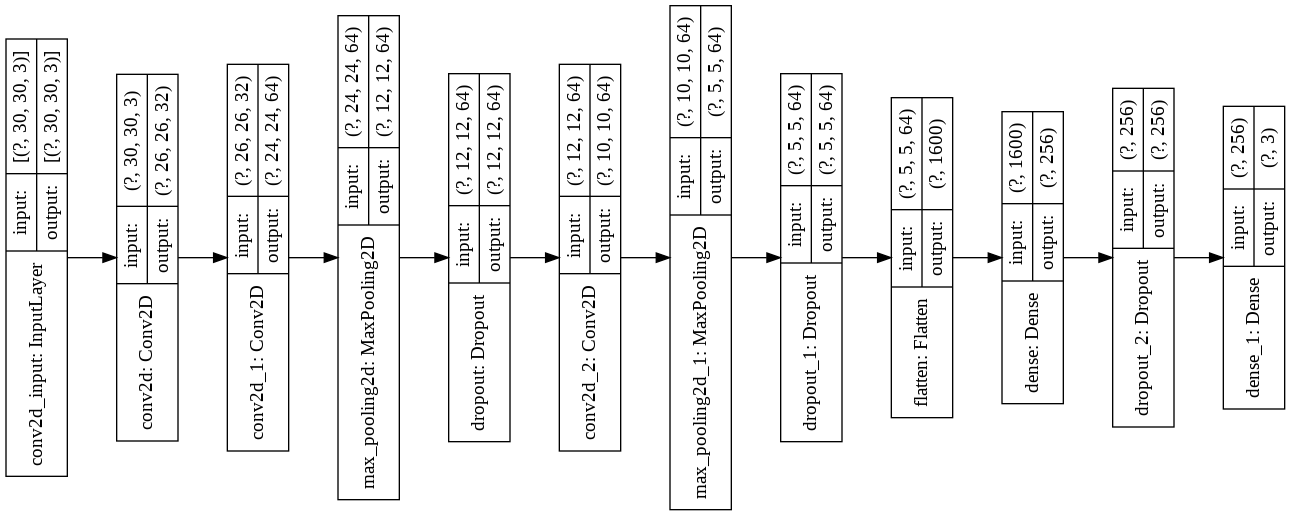 conv2d_input: InputLayer
input:
[(?, 30, 30, 3)]
output:
[(?, 30, 30, 3)]
conv2d: Conv2D
input:
(?, 30, 30, 3)
output:
(?, 26, 26, 32)
conv2d_1: Conv2D
input:
(?, 26, 26, 32)
output:
(?, 24, 24, 64)
max_pooling2d: MaxPooling2D
input:
(?, 24, 24, 64)
output:
(?, 12, 12, 64)
dropout: Dropout
input:
(?, 12, 12, 64)
output:
(?, 12, 12, 64)
conv2d_2: Conv2D
input:
(?, 12, 12, 64)
output:
(?, 10, 10, 64)
max_pooling2d_1: MaxPooling2D
input:
(?, 10, 10, 64)
output:
(?, 5, 5, 64)
dropout_1: Dropout
input:
(?, 5, 5, 64)
output:
(?, 5, 5, 64)
flatten: Flatten
input:
(?, 5, 5, 64)
output:
(?, 1600)
dense: Dense
input:
(?, 1600)
output:
(?, 256)
dropout_2: Dropout
input:
(?, 256)
output:
(?, 256)
dense_1: Dense
input:
(?, 256)
output:
(?, 3)